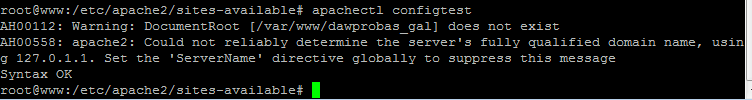 root@www:/etc/apache2/sites-available# apachectl configtest
AH00112: Warning: DocumentRoot [/var/www/dawprobas_gal] does not exist
AH00558: apache2: Could not reliably determine the server's fully qualified domain name, usin
g 127.0.1.1. Set the 'ServerName' directive globally to suppress this message
Syntax OK
root@www:/etc/apache2/sites-available#